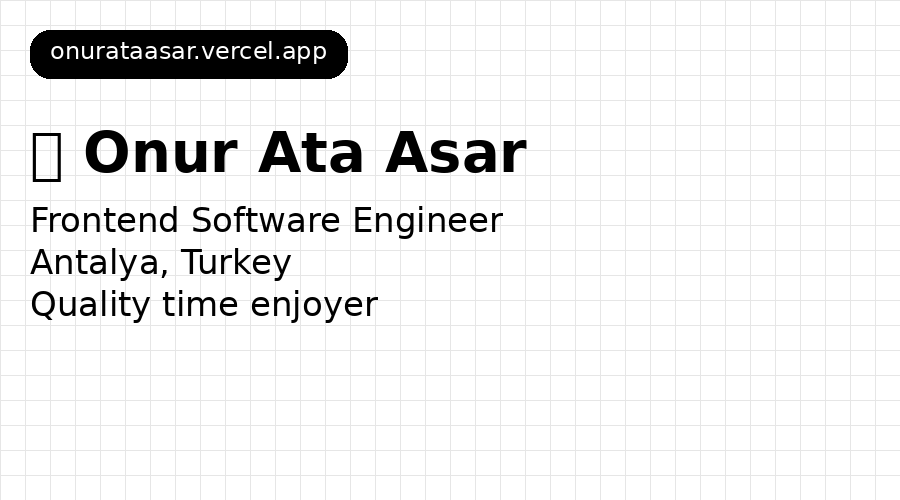 onurataasar.vercel.app
Onur Ata Asar
Frontend Software Engineer
Antalya, Turkey
Quality time enjoyer